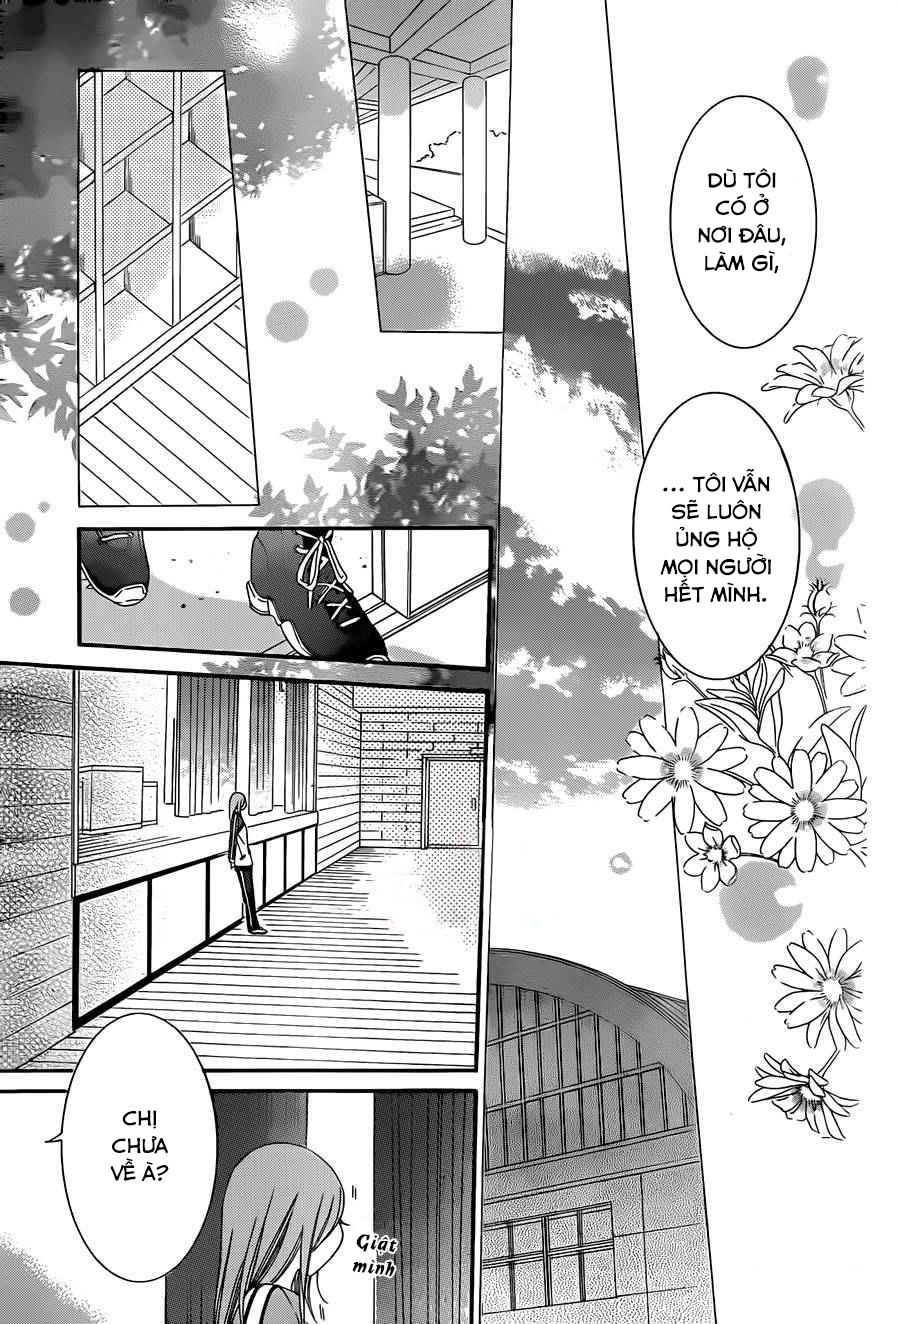 DÙ TÔI
CÓ Ở
NƠI ĐÂU,
LÀM GÌ,
... TÔI VẪN
SẼ LUÔN
ỦNG HỘ
MỌI NGƯỜI
HẾT MÌNH.
CHỊ
CHƯA
VỀ À?
Giật
mình